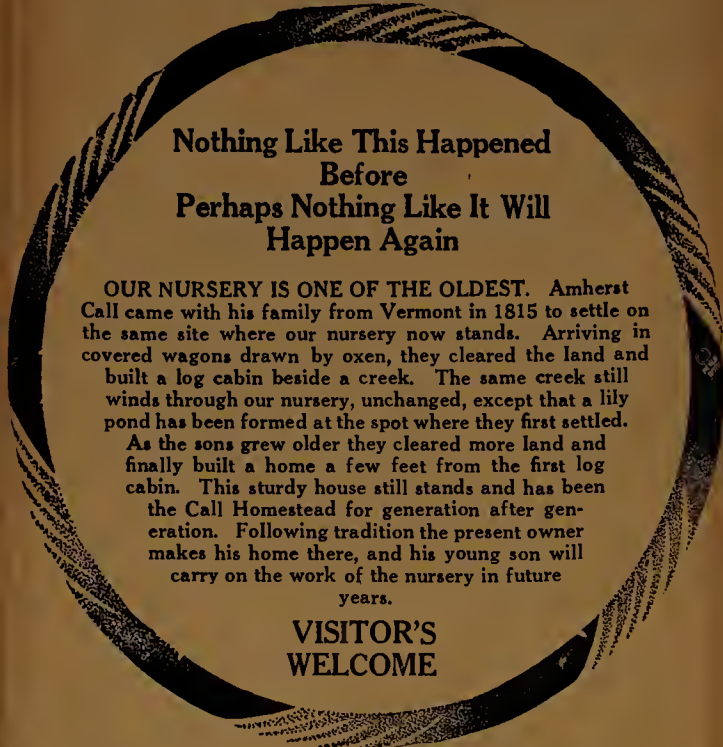 Nothing Like This Happened
Before
Perhaps Nothing Like It Will
Happen Again
OUR NURSERY IS ONE OF THE OLDEST. Amherst
Call came with his family from Vermont in 1815 to settle on
the same site where our nursery now stands. Arriving in
covered wagons drawn by oxen, they cleared the land and
built a log cabin beside a creek. The same creek still
winds through our nursery, unchanged, except that a lily
pond has been formed at the spot where they first settled.
As the sons grew older they cleared more land and
finally built a home a few feet from the first log
cabin. This sturdy house still stands and has been
the Call Homestead for generation after gen-
eration. Following tradition the present owner
makes his home there, and his young son will
carry on the work of the nursery in future
years.
VISITOR'S
WELCOME